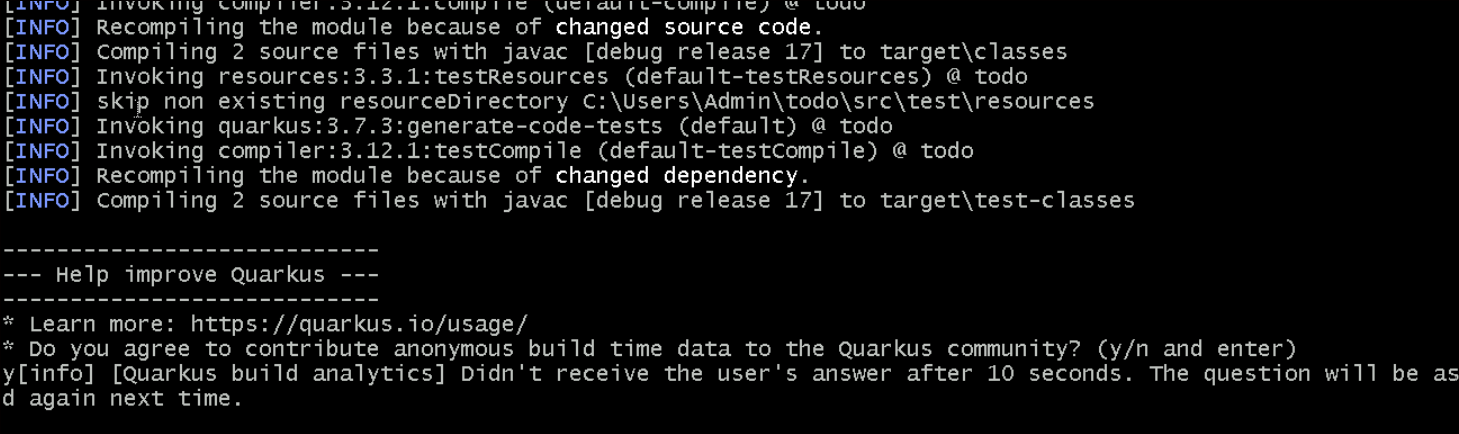 [INFO] Invoking compiler:3.12.1:compile (default-compile) @ todo
[INFO] Recompiling the module because of changed source code.
[INFO] Compiling 2 source files with javac [debug release 17] to target\classes
[INFO] Invoking resources:3.3.1:testResources (default-testResources) @ todo
[INFO] skip non existing resourceDirectory C:\Users\Admin\todo\src\test\resources
[INFO] Invoking quarkus:3.7.3:generate-code-tests (default) @ todo
[INFO] Invoking compiler:3.12.1:testCompile (default-testCompile) @ todo
[INFO] Recompiling the module because of changed dependency.
[INFO] Compiling 2 source files with javac [debug release 17] to target\test-classes
----------------------------
--- Help improve Quarkus ---
----------------------------
* Learn more: https://quarkus.io/usage/
* Do you agree to contribute anonymous build time data to the Quarkus community? (y/n and enter)
y[info] [Quarkus build analytics] Didn't receive the user's answer after 10 seconds. The question will be as
d again next time.